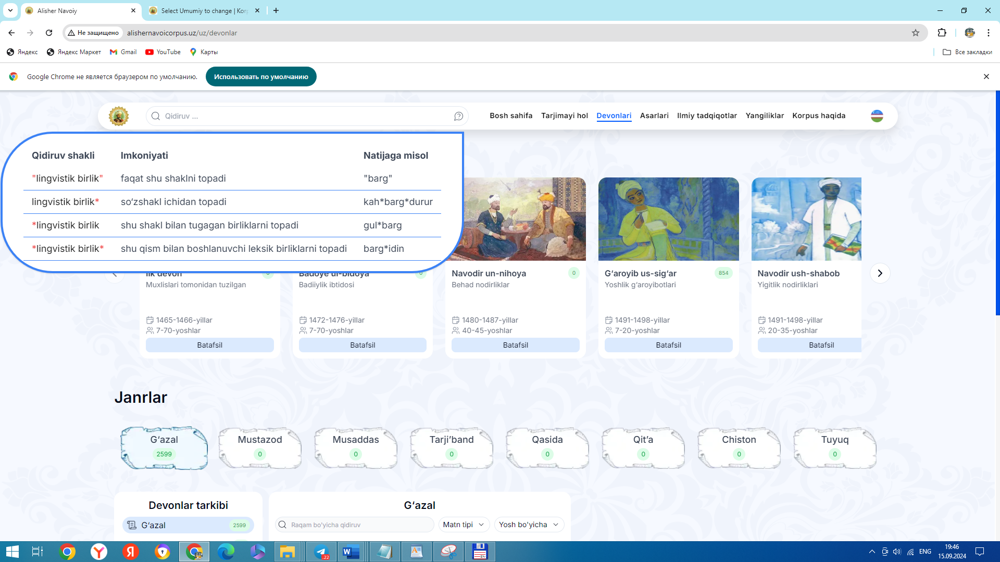 Alisher Navoiy
Select Umumiy to change | Kor
Не защищено
alishernavoicorpus.uz/uz/devonlar
Яндекс
Яндекс Маркет
Gmail
YouTube
Карты
Все закладки
Google Chrome не является браузером по умолчанию.
Использовать по умолчанию
Qidiruv ...
Bosh sahifa
Tarjimayi hol
Devonlari
Asarlari
Ilmiy tadqiqotlar
Yangiliklar
Korpus haqida
Qidiruv shakli
Imkoniyati
Natijaga misol
"lingvistik birlik"
faqat shu shaklni topadi
"barg"
lingvistik birlik*
so‘zshakl ichidan topadi
kah*barg*durur
*lingvistik birlik
shu shakl bilan tugagan birliklarni topadi
gul*barg
*lingvistik birlik*
shu qism bilan boshlanuvchi leksik birliklarni topadi
barg*idin
Ilk devon
0
Muxlislari tomonidan tuzilgan
1465-1466-yillar
7-70-yoshlar
Batafsil
Badoye ul-bidoya
0
Badiiylik ibtidosi
1472-1476-yillar
7-70-yoshlar
Batafsil
Navodir un-nihoya
0
Behad nodirliklar
1480-1487-yillar
40-45-yoshlar
Batafsil
G‘aroyib us-sig‘ar
854
Yoshlik g‘aroyibotlari
1491-1498-yillar
7-20-yoshlar
Batafsil
Navodir ush-shabob
Yigitlik nodirliklari
1491-1498-yillar
20-35-yoshlar
Batafsil
Janrlar
G‘azal
2599
Mustazod
0
Musaddas
0
Tarji’band
0
Qasida
0
Qit’a
0
Chiston
0
Tuyuq
0
Devonlar tarkibi
G‘azal
2599
G‘azal
Raqam bo'yicha qidiruv
Matn tipi
Yosh bo'yicha
22
ENG
19:46
15.09.2024